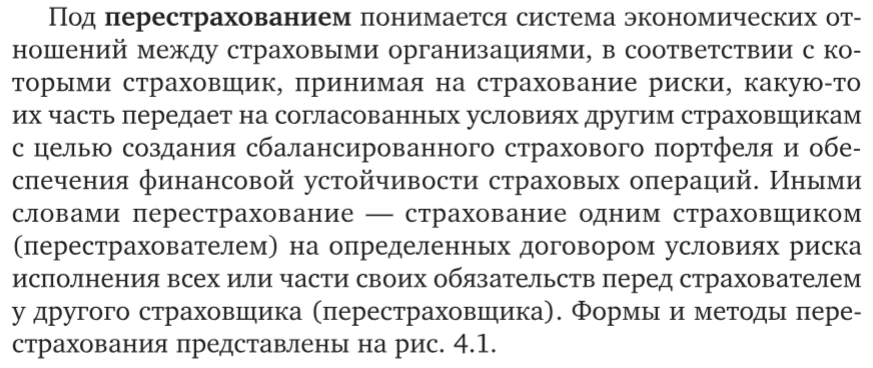 Под перестрахованием понимается система экономических от-
ношений между страховыми организациями, в соответствии с ко-
торыми страховщик, принимая на страхование риски, какую-то
их часть передает на согласованных условиях другим страховщикам
с целью создания сбалансированного страхового портфеля и обе-
спечения финансовой устойчивости страховых операций. Иными
словами перестрахование — страхование одним страховщиком
(перестрахователем) на определенных договором условиях риска
исполнения всех или части своих обязательств перед страхователем
у другого страховщика (перестраховщика). Формы и методы пере-
страхования представлены на рис. 4.1.